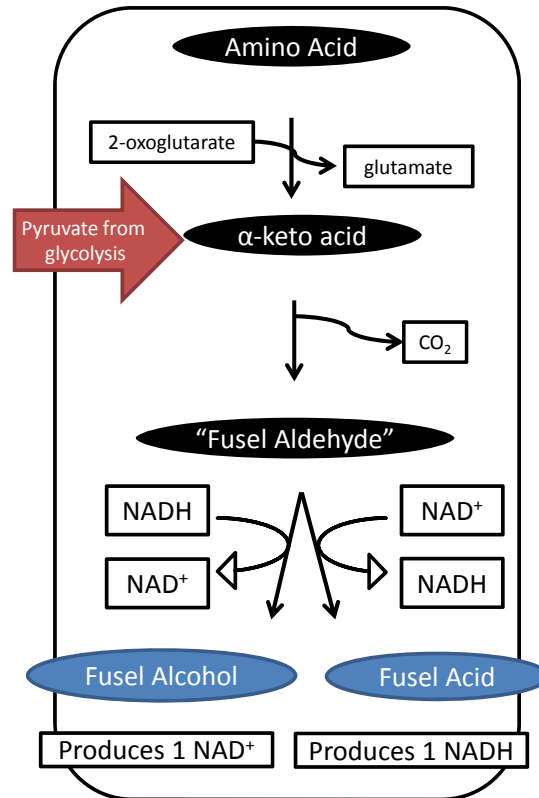 Amino Acid
2-oxoglutarate
glutamate
Pyruvate from
glycolysis
α-keto acid
CO₂
“Fusel Aldehyde”
NADH
NAD⁺
NAD⁺
NADH
Fusel Alcohol
Fusel Acid
Produces 1 NAD⁺
Produces 1 NADH